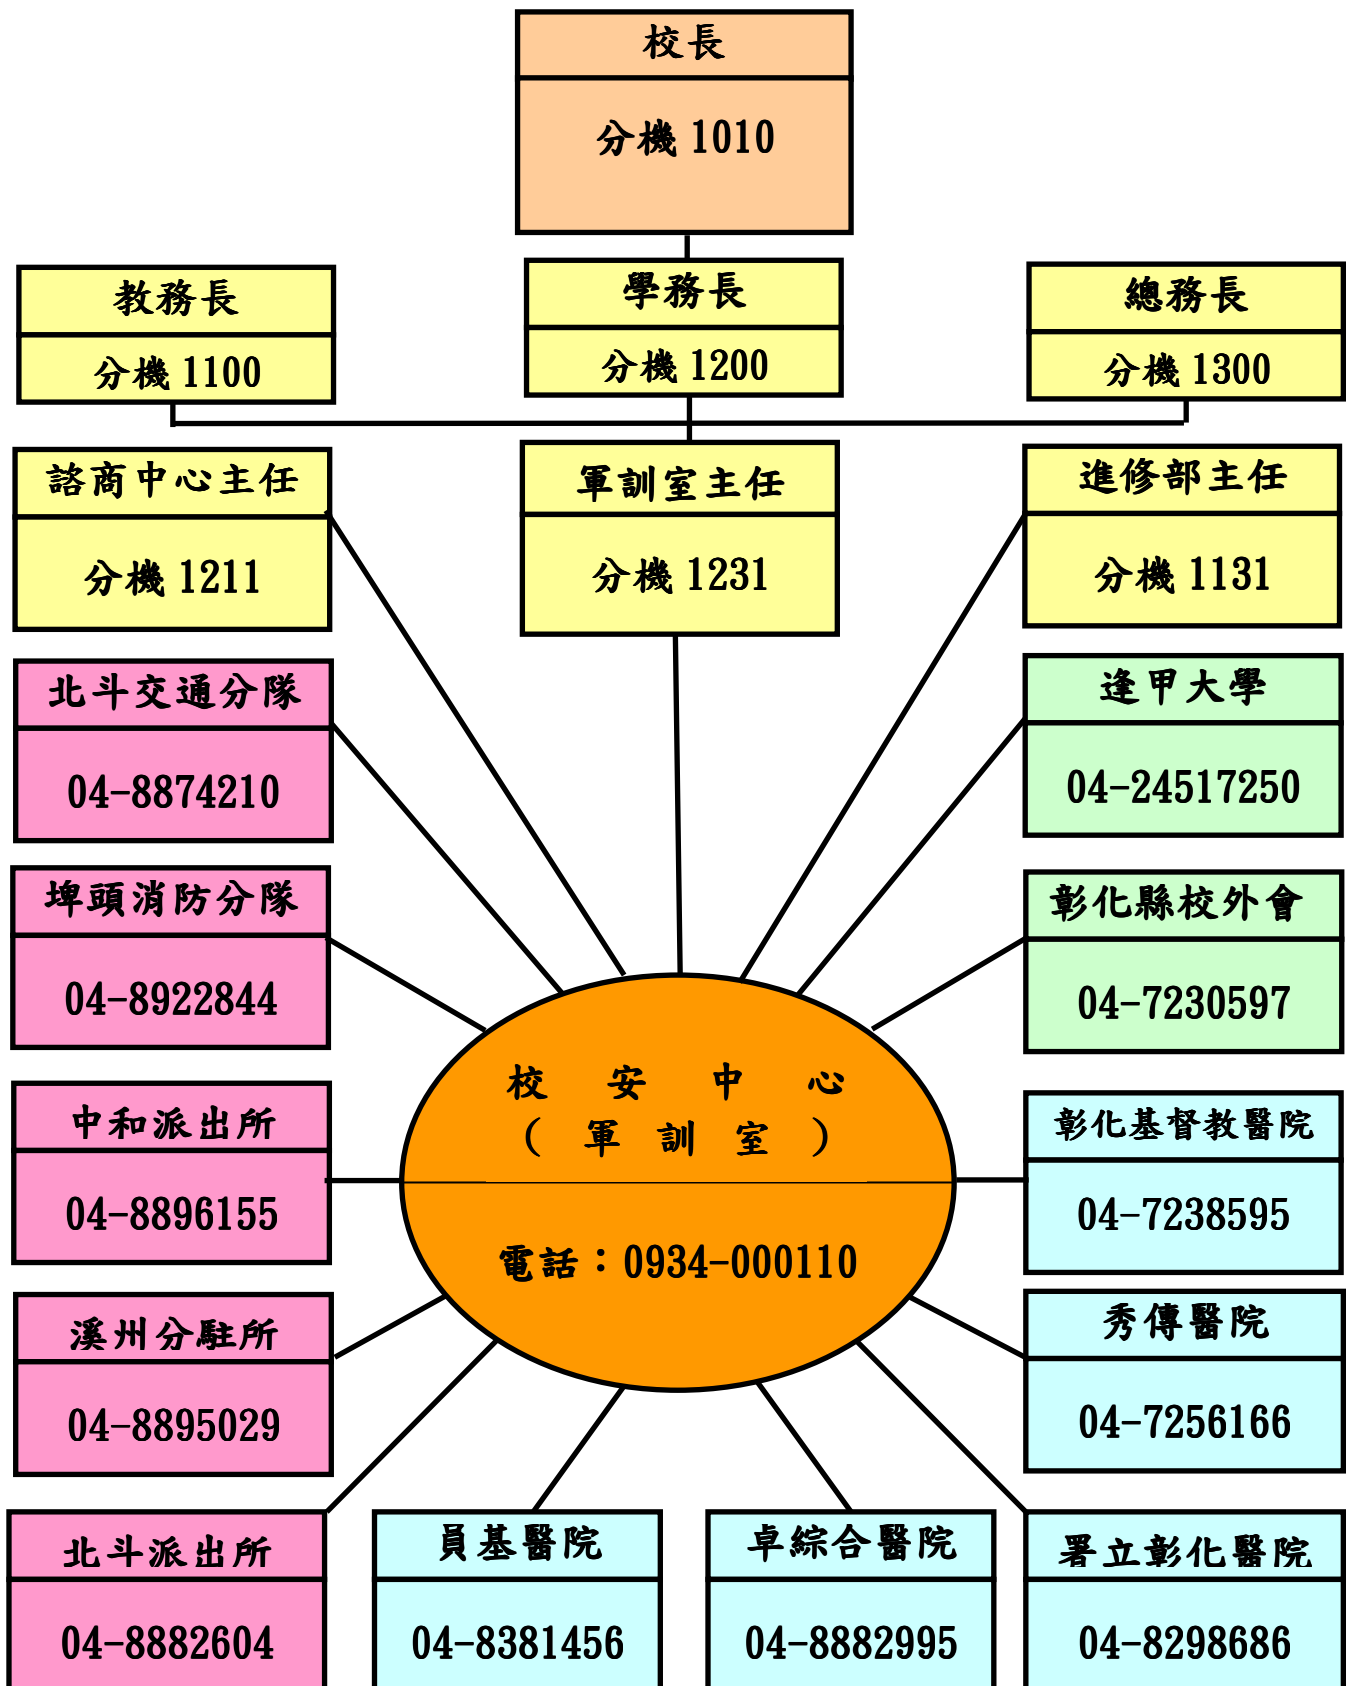 校長
分機 1010
教務長
分機 1100
學務長
分機 1200
總務長
分機 1300
諮商中心主任
分機 1211
軍訓室主任
分機 1231
進修部主任
分機 1131
北斗交通分隊
04-8874210
逢甲大學
04-24517250
埤頭消防分隊
04-8922844
彰化縣校外會
04-7230597
校安中心
(軍訓室)
電話：0934-000110
中和派出所
04-8896155
彰化基督教醫院
04-7238595
溪州分駐所
04-8895029
秀傳醫院
04-7256166
北斗派出所
04-8882604
員基醫院
04-8381456
卓綜合醫院
04-8882995
署立彰化醫院
04-8298686